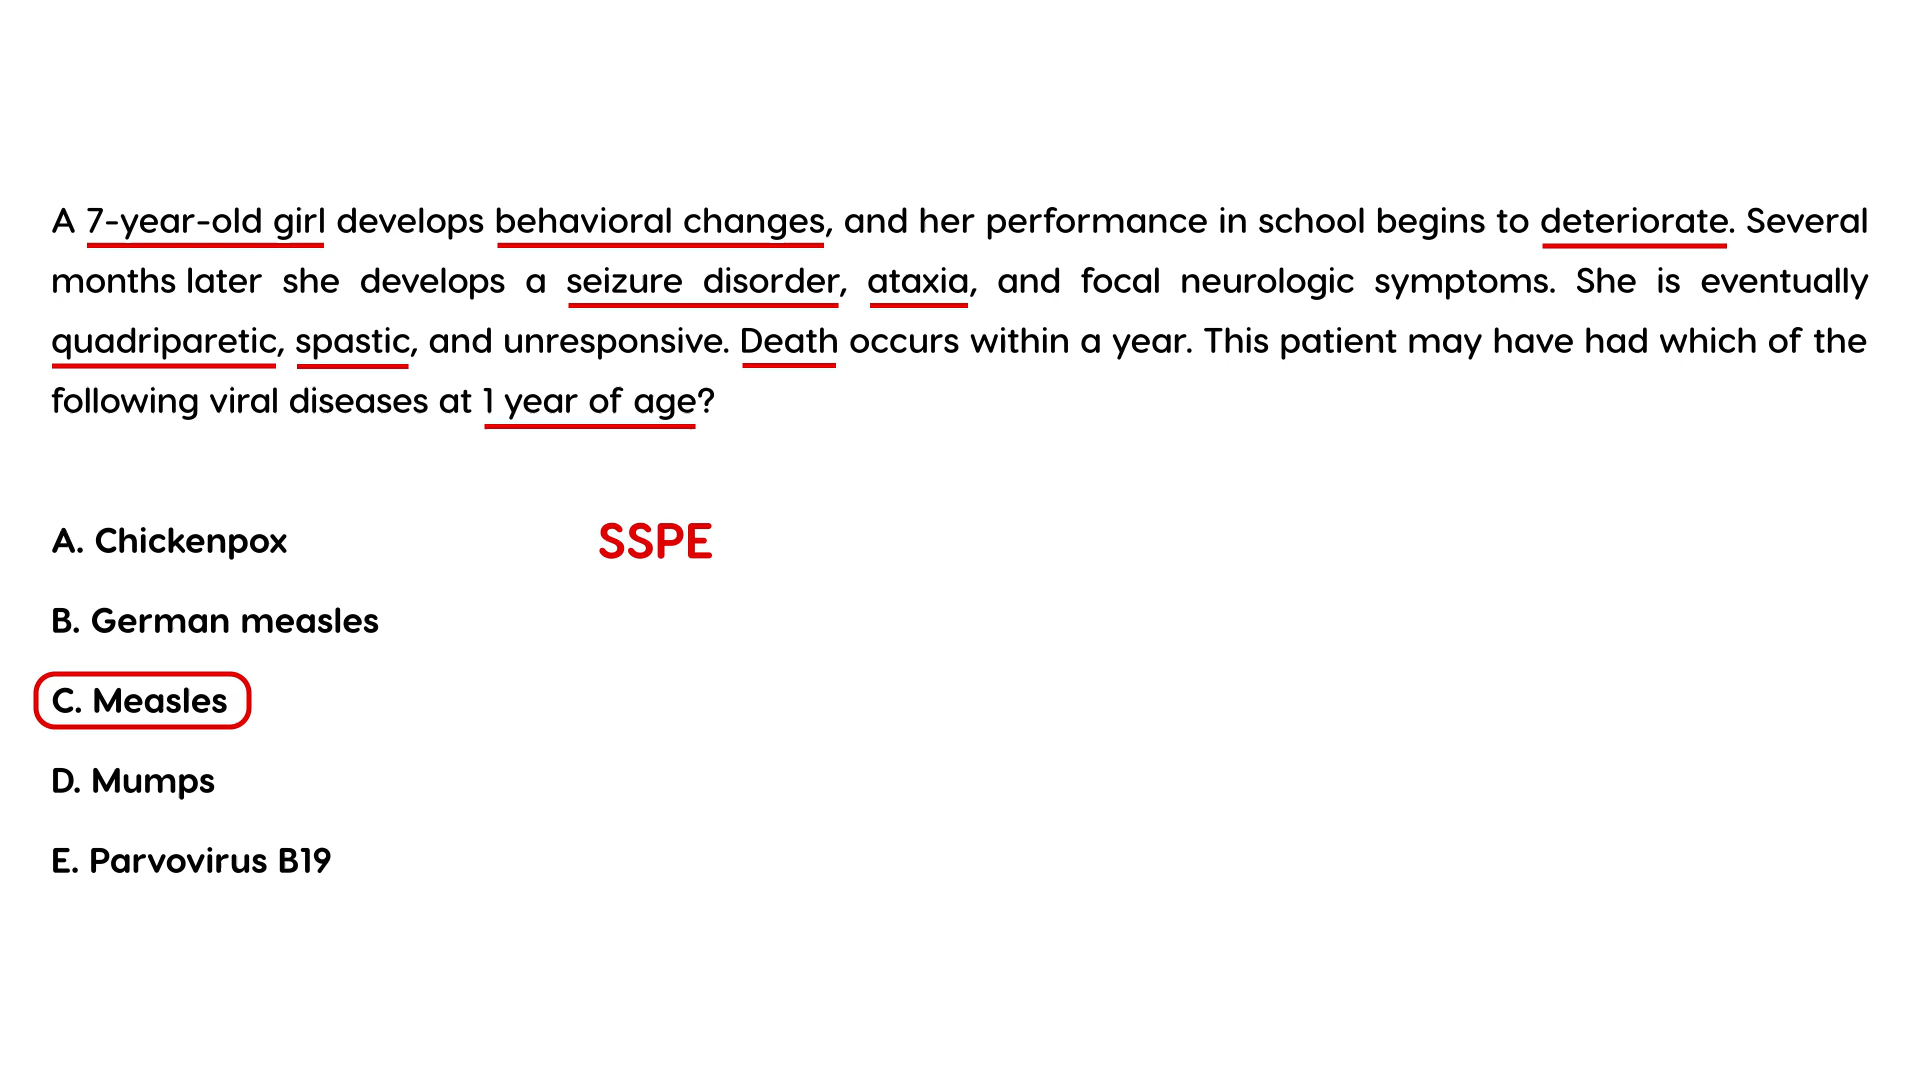 A 7-year-old girl develops behavioral changes, and her performance in school begins to deteriorate. Several
months later she develops a seizure disorder, ataxia, and focal neurologic symptoms. She is eventually
quadriparetic, spastic, and unresponsive. Death occurs within a year. This patient may have had which of the
following viral diseases at 1 year of age?
A. Chickenpox
SSPE
B. German measles
C. Measles
D. Mumps
E. Parvovirus B19